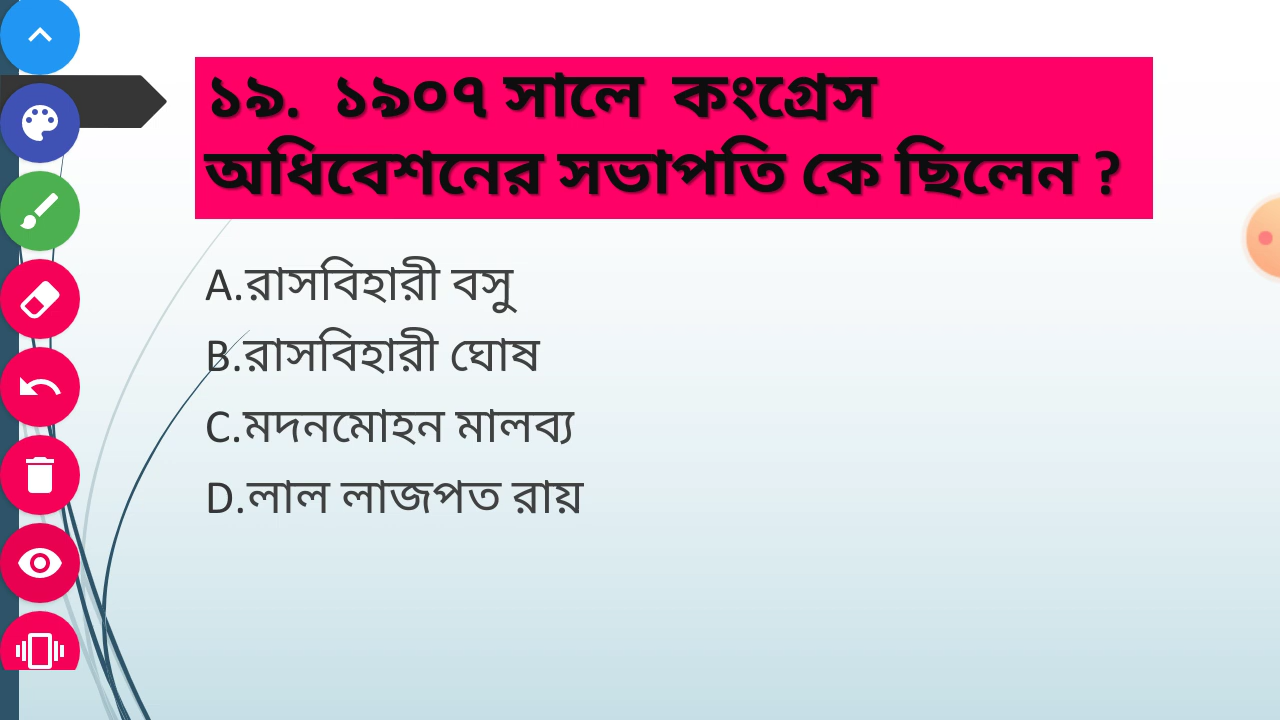 ১৯. ১৯০৭ সালে কংগ্রেস
অধিবেশনের সভাপতি কে ছিলেন ?
A.রাসবিহারী বসু
B.রাসবিহারী ঘোষ
C.মদনমোহন মালব্য
D.লাল লাজপত রায়